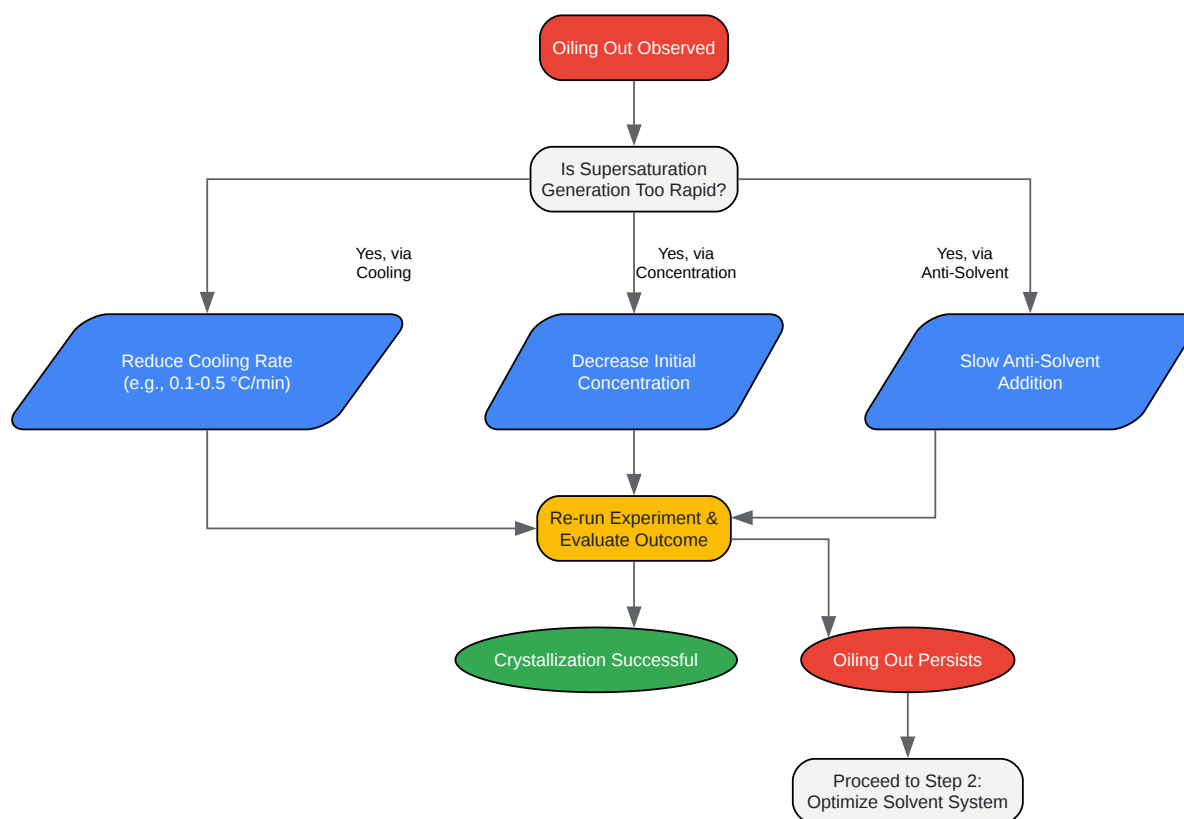 Oiling Out Observed
Is Supersaturation
Generation Too Rapid?
Yes, via
Cooling
Yes, via
Concentration
Yes, via
Anti-Solvent
Reduce Cooling Rate
(e.g., 0.1-0.5 °C/min)
Decrease Initial
Concentration
Slow Anti-Solvent
Addition
Re-run Experiment &
Evaluate Outcome
Crystallization Successful
Oiling Out Persists
Proceed to Step 2:
Optimize Solvent System